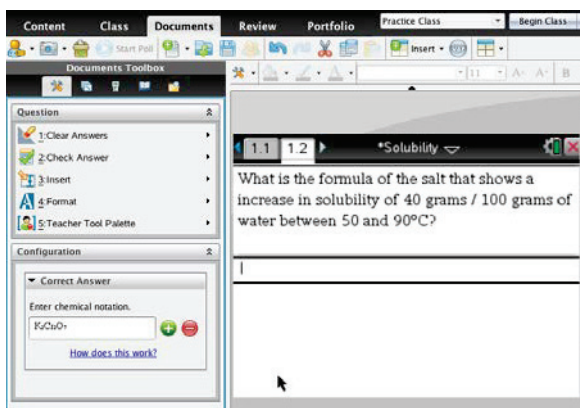 Content Class Documents Review Portfolio Practice Class Begin Class
Start Poll Insert
Documents Toolbox
11 A A B
Question
1:Clear Answers
2:Check Answer
3:Insert
4:Format
5:Teacher Tool Palette
1.1 1.2 *Solubility
What is the formula of the salt that shows a
increase in solubility of 40 grams / 100 grams of
water between 50 and 90°C?
Configuration
Correct Answer
Enter chemical notation.
How does this work?